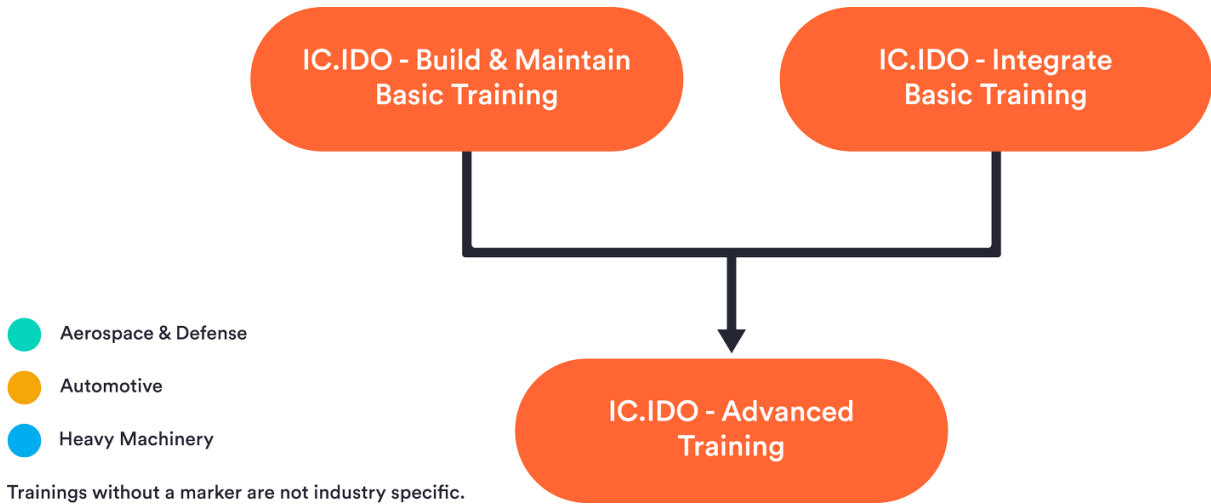 IC.IDO - Build & Maintain
Basic Training
IC.IDO - Integrate
Basic Training
IC.IDO - Advanced
Training
Aerospace & Defense
Automotive
Heavy Machinery
Trainings without a marker are not industry specific.